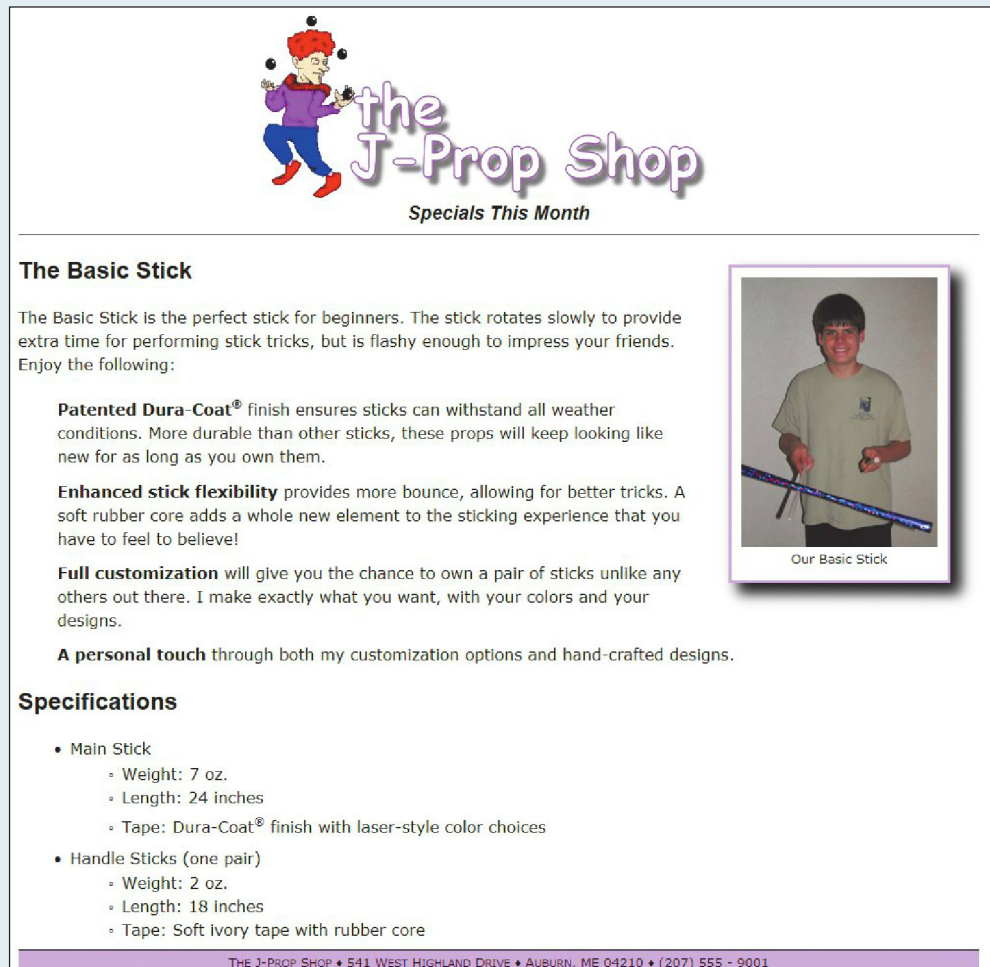 the
J-Prop Shop
Specials This Month
The Basic Stick
The Basic Stick is the perfect stick for beginners. The stick rotates slowly to provide
extra time for performing stick tricks, but is flashy enough to impress your friends.
Enjoy the following:
Patented Dura-Coat® finish ensures sticks can withstand all weather
conditions. More durable than other sticks, these props will keep looking like
new for as long as you own them.
Enhanced stick flexibility provides more bounce, allowing for better tricks. A
soft rubber core adds a whole new element to the sticking experience that you
have to feel to believe!
Full customization will give you the chance to own a pair of sticks unlike any
others out there. I make exactly what you want, with your colors and your
designs.
A personal touch through both my customization options and hand-crafted designs.
Our Basic Stick
Specifications
• Main Stick
◦ Weight: 7 oz.
◦ Length: 24 inches
◦ Tape: Dura-Coat® finish with laser-style color choices
• Handle Sticks (one pair)
◦ Weight: 2 oz.
◦ Length: 18 inches
◦ Tape: Soft ivory tape with rubber core
THE J-PROP SHOP ♦ 541 WEST HIGHLAND DRIVE ♦ AUBURN, ME 04210 ♦ (207) 555 - 9001